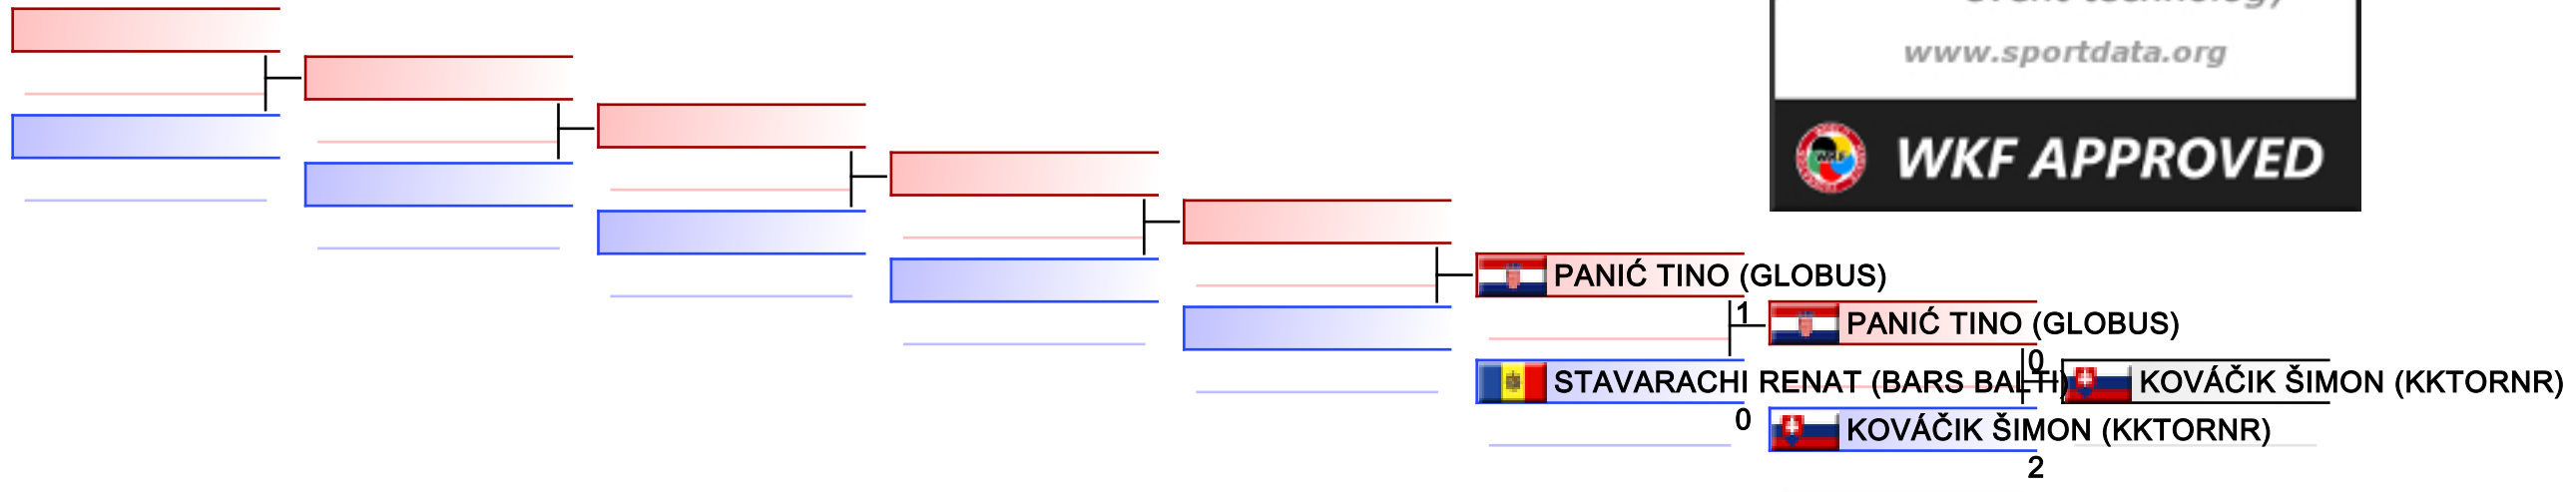 www.sportdata.org
WKF APPROVED
PANIĆ TINO (GLOBUS)
1
PANIĆ TINO (GLOBUS)
0
STAVARACHI RENAT (BARS BALTI)
KOVÁČIK ŠIMON (KKTORNR)
0
KOVÁČIK ŠIMON (KKTORNR)
2